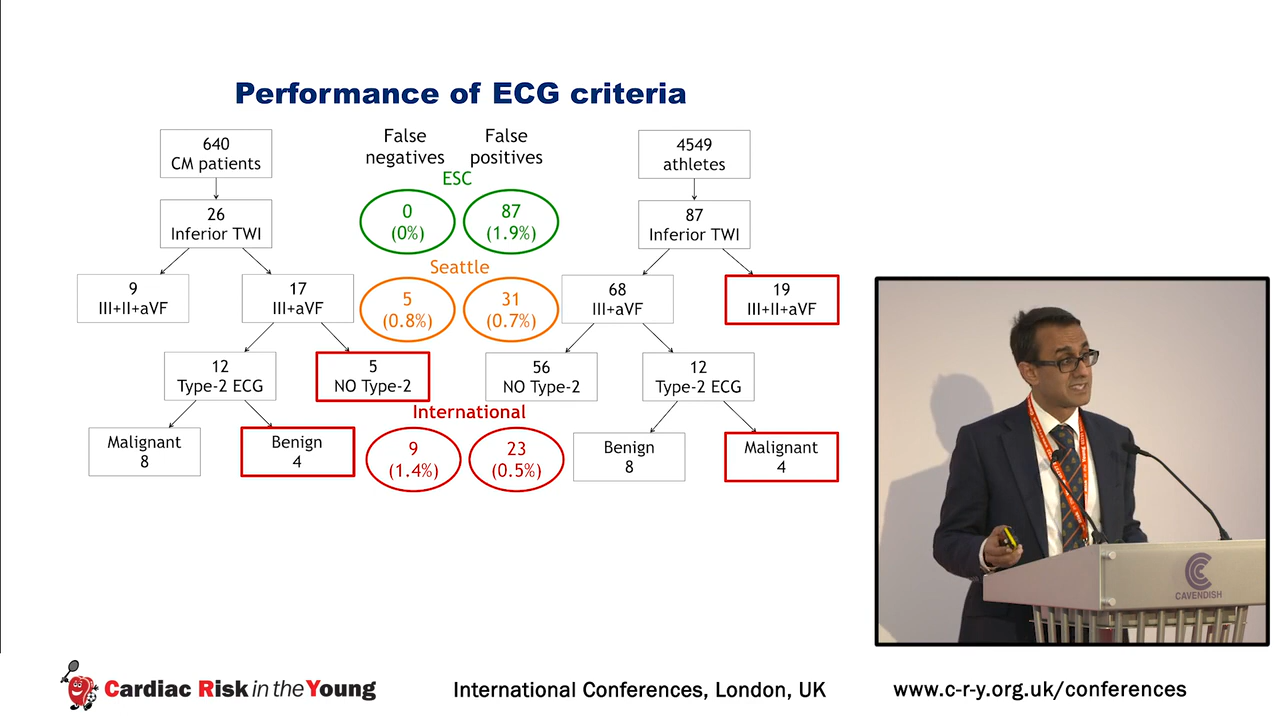 Performance of ECG criteria
640
CM patients
False
negatives
False
positives
4549
athletes
ESC
26
Inferior TWI
0
(0%)
87
(1.9%)
87
Inferior TWI
Seattle
9
III+II+aVF
17
III+aVF
5
(0.8%)
31
(0.7%)
68
III+aVF
19
III+II+aVF
12
Type-2 ECG
5
NO Type-2
56
NO Type-2
12
Type-2 ECG
International
Malignant
8
Benign
4
9
(1.4%)
23
(0.5%)
Benign
8
Malignant
4
CAVENDISH
Cardiac Risk in the Young
International Conferences, London, UK
www.c-r-y.org.uk/conferences